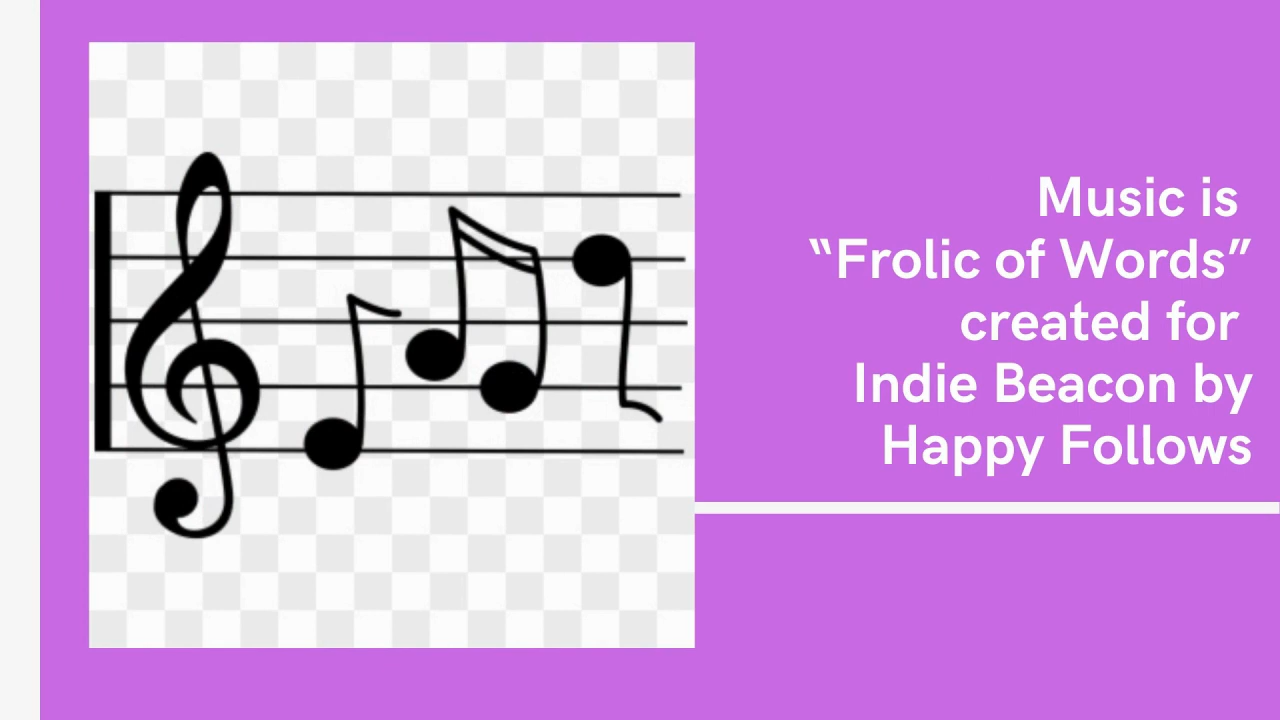 Music is
“Frolic of Words”
created for
Indie Beacon by
Happy Follows